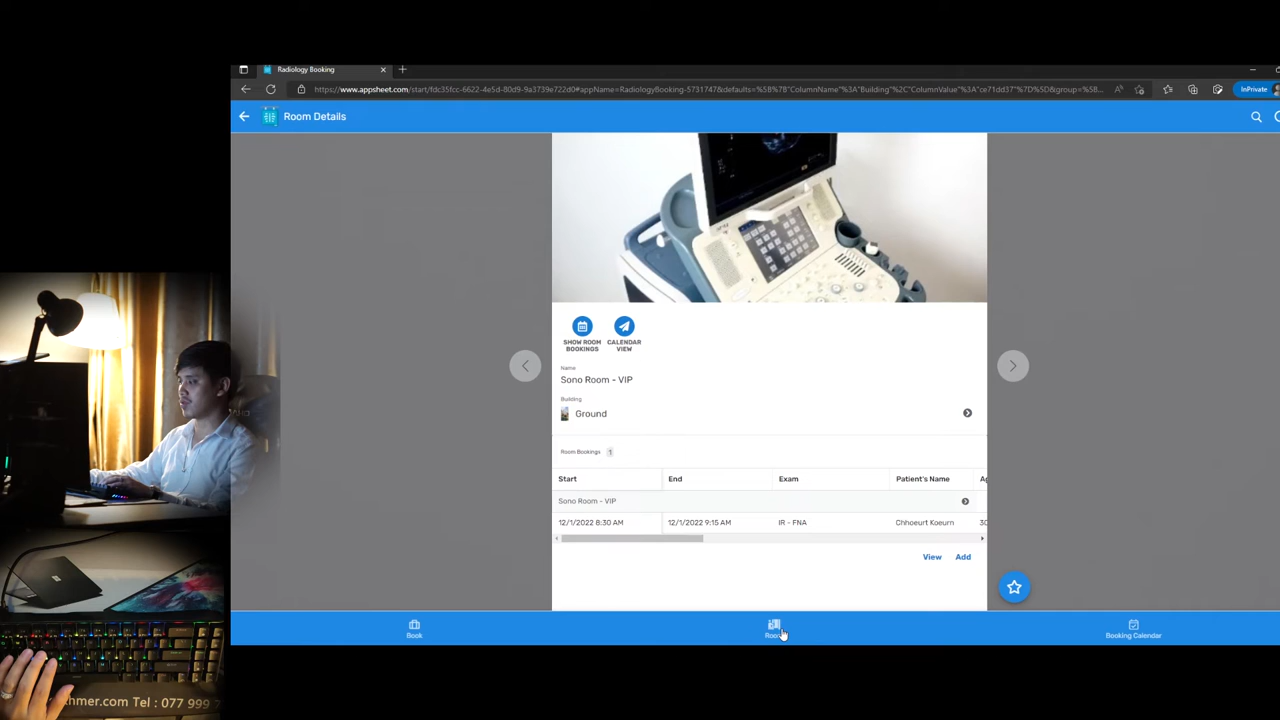 Radiology Booking
https://www.appsheet.com/start/fdc35fcc-6622-4e5d-80d9-9a3739e722d0#appName=RadiologyBooking-5731747&defaults=%5B%7B"ColumnName"%3A"Building"%2C"ColumnValue"%3A"ce71dd37"%7D%5D&group=%5B...
InPrivate
Room Details
SHOW ROOM BOOKINGS
CALENDAR VIEW
Name
Sono Room - VIP
Building
Ground
Room Bookings 1
Start End Exam Patient's Name
Sono Room - VIP
12/1/2022 8:30 AM 12/1/2022 9:15 AM IR - FNA Chhoeurt Koeurn 30
View Add
Book
Booking Calendar
hmer.com Tel : 077 999 7